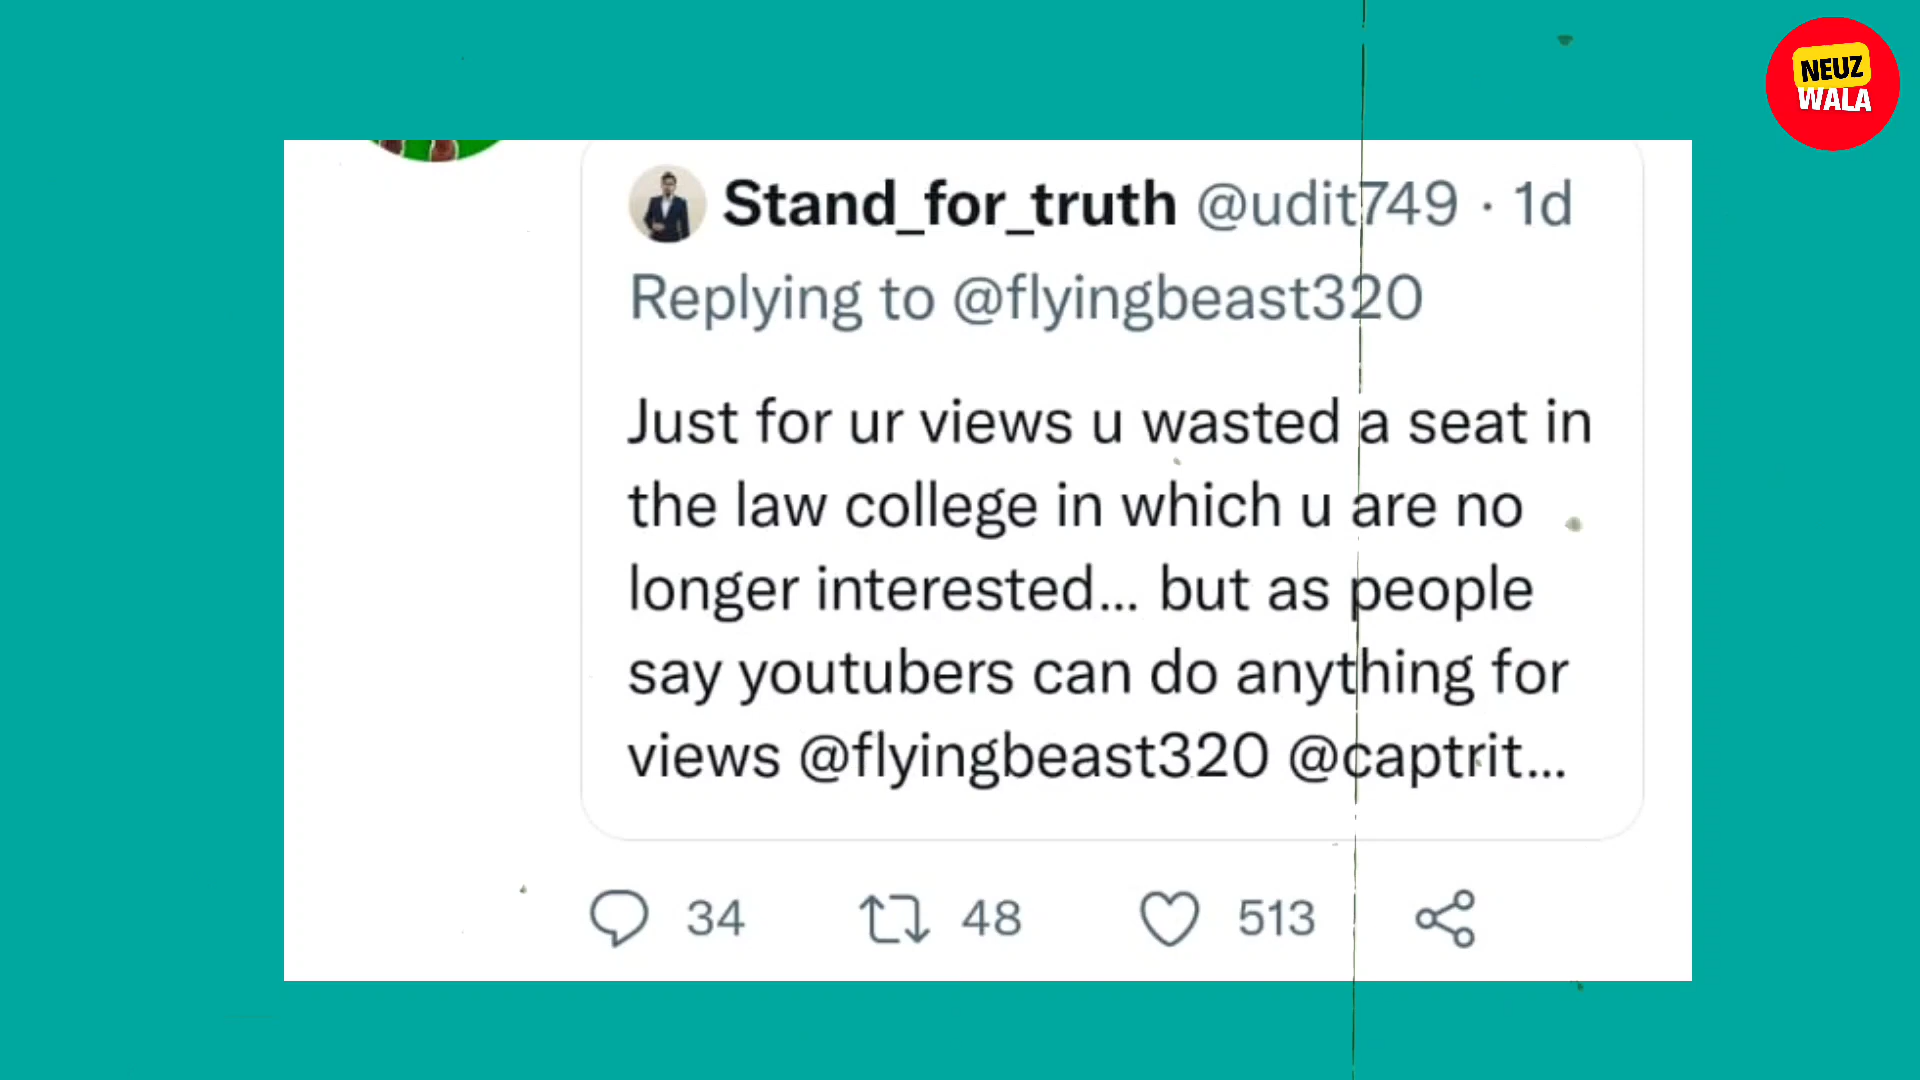 NEUZ
WALA
Stand_for_truth @udit749 · 1d
Replying to @flyingbeast320
Just for ur views u wasted a seat in
the law college in which u are no
longer interested... but as people
say youtubers can do anything for
views @flyingbeast320 @captrit...
34 48 513